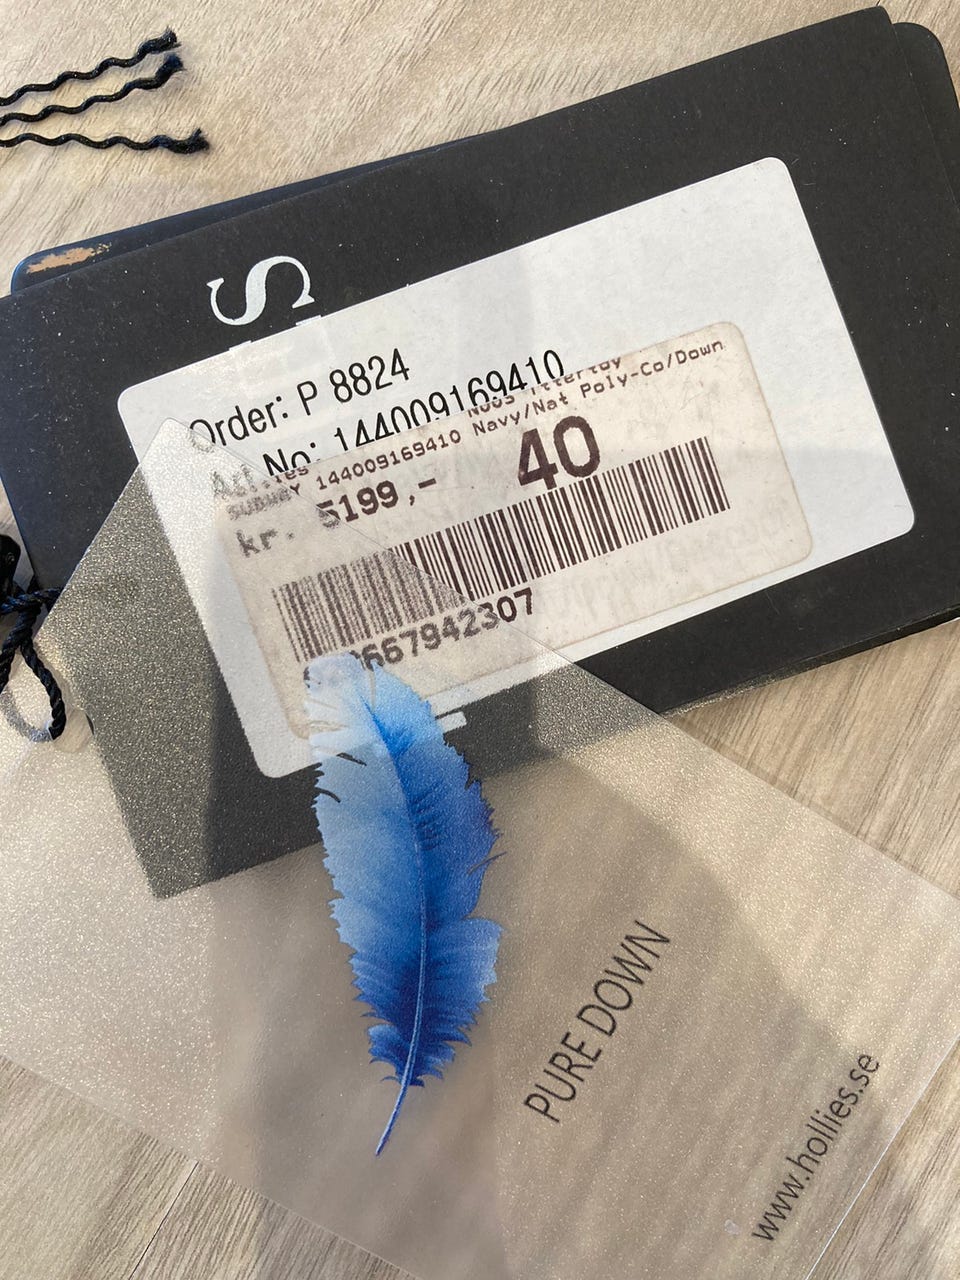 S
Order: P 8824
No: 144009169410
Navy/Nat Poly-Co/Down
SUBWAY 144009169410
kr. 5199,-
40
667942307
PURE DOWN
www.hollies.se